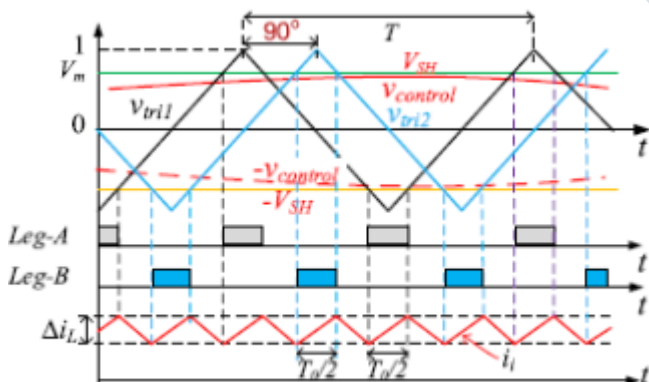 90° T
1
V_m V_SH
v_tri1 v_control
v_tri2
0 t
-v_control
-V_SH
Leg-A t
Leg-B t
Δi_L
T_0/2 T_0/2 i_i
t